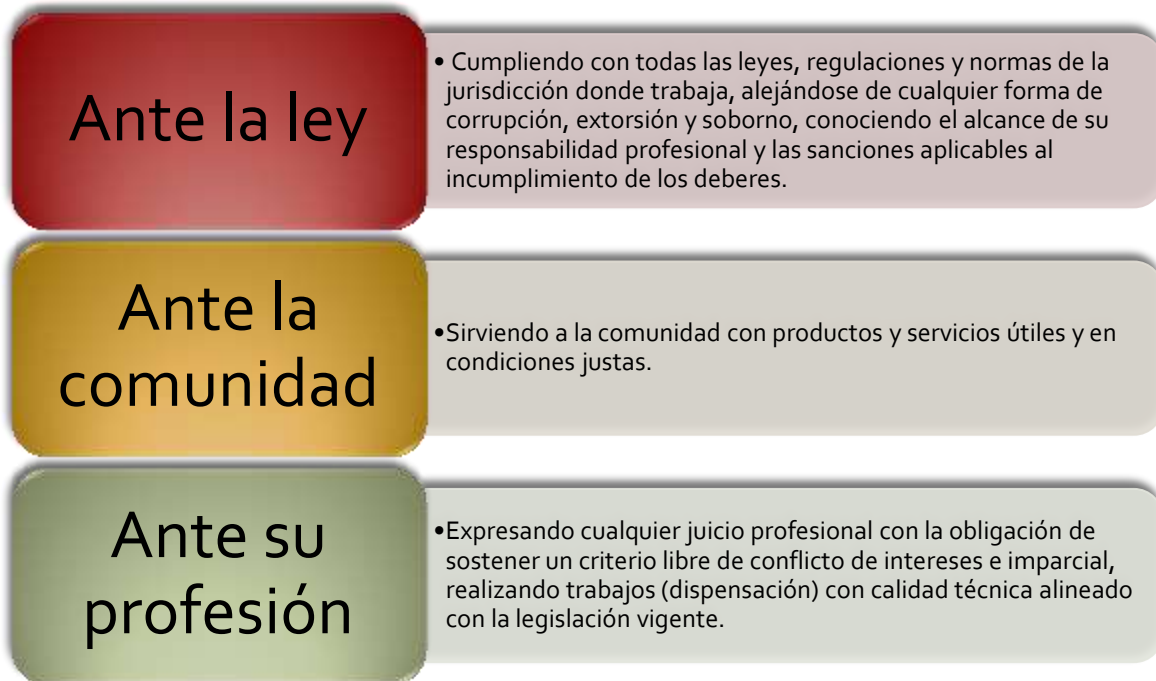 Ante la ley
• Cumpliendo con todas las leyes, regulaciones y normas de la
jurisdicción donde trabaja, alejándose de cualquier forma de
corrupción, extorsión y soborno, conociendo el alcance de su
responsabilidad profesional y las sanciones aplicables al
incumplimiento de los deberes.
Ante la
comunidad
•Sirviendo a la comunidad con productos y servicios útiles y en
condiciones justas.
Ante su
profesión
•Expresando cualquier juicio profesional con la obligación de
sostener un criterio libre de conflicto de intereses e imparcial,
realizando trabajos (dispensación) con calidad técnica alineado
con la legislación vigente.